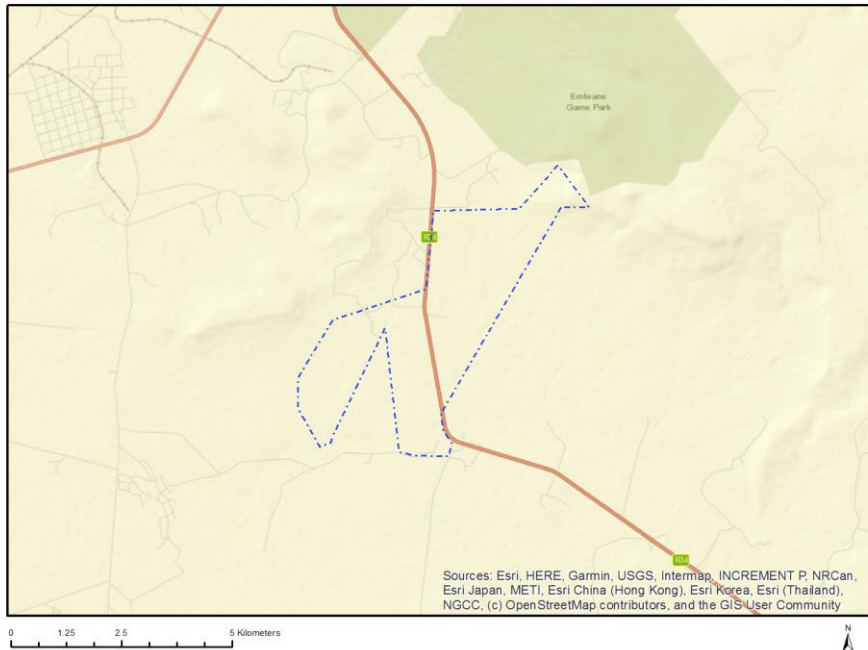 Emlwane
Game Park
R34
Sources: Esri, HERE, Garmin, USGS, Intermap, INCREMENT P, NRCan,
Esri Japan, METI, Esri China (Hong Kong), Esri Korea, Esri (Thailand),
NGCC, (c) OpenStreetMap contributors, and the GIS User Community
0 1.25 2.5 5 Kilometers
N